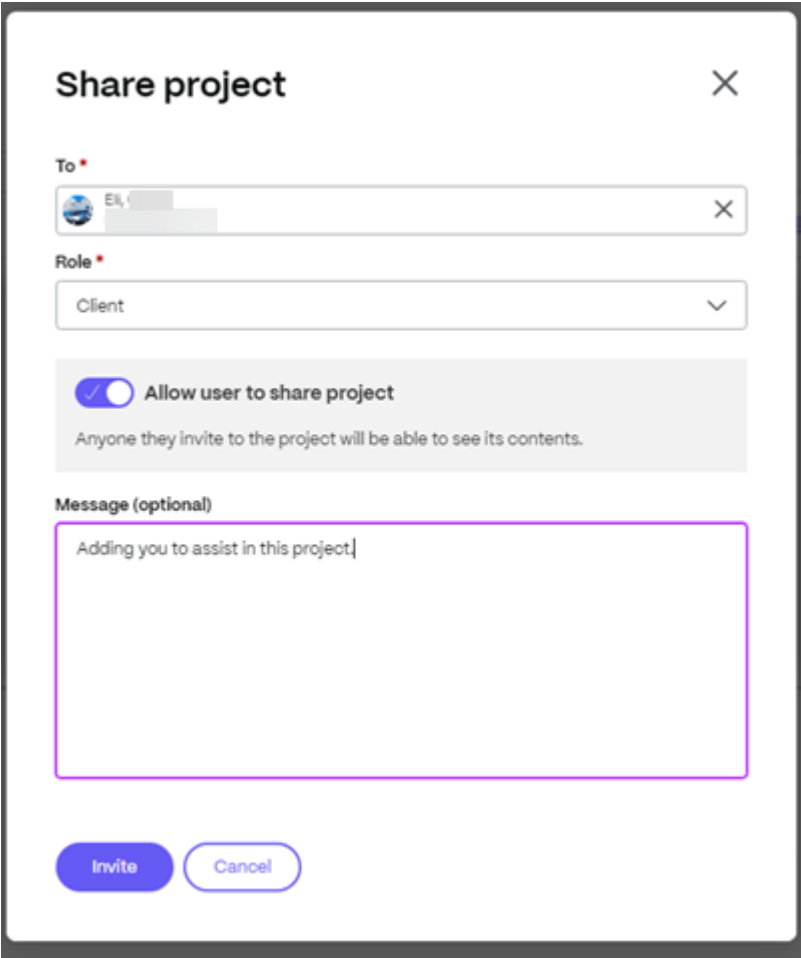 Share project
To *
Eli,
Role *
Client
Allow user to share project
Anyone they invite to the project will be able to see its contents.
Message (optional)
Adding you to assist in this project.
Invite
Cancel